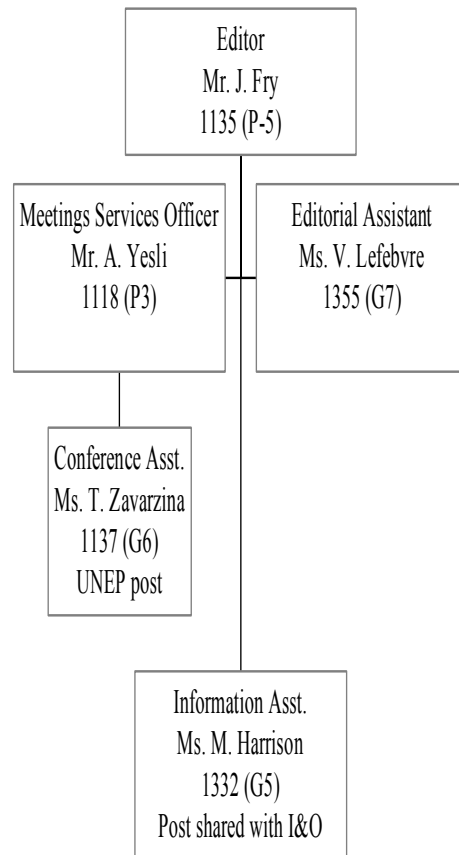 Editor
Mr. J. Fry
1135 (P-5)
Meetings Services Officer
Mr. A. Yesli
1118 (P3)
Editorial Assistant
Ms. V. Lefebvre
1355 (G7)
Conference Asst.
Ms. T. Zavarzina
1137 (G6)
UNEP post
Information Asst.
Ms. M. Harrison
1332 (G5)
Post shared with I&O